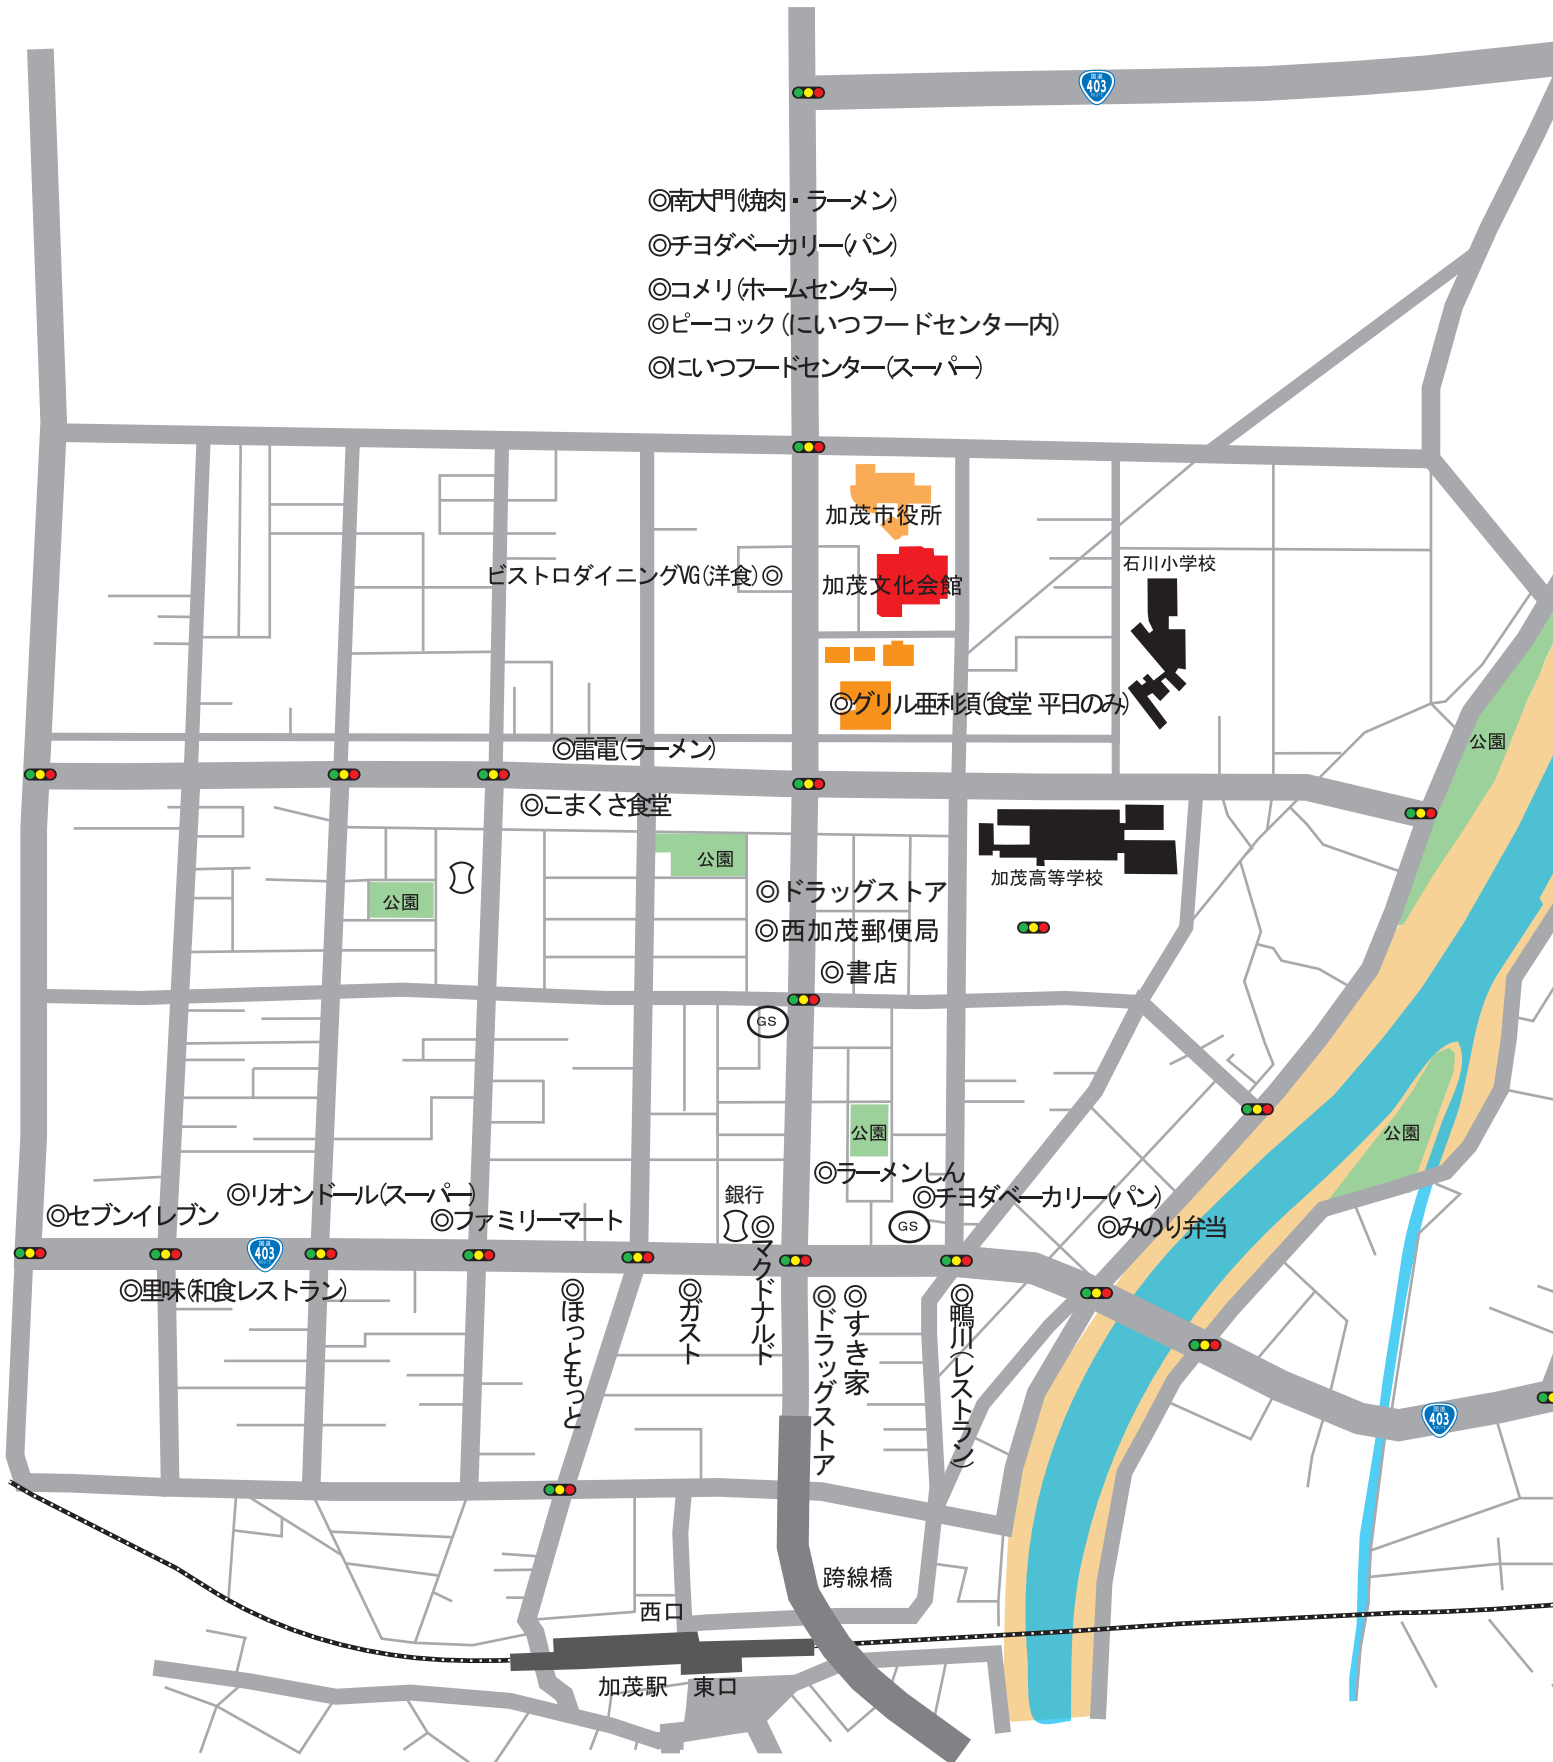 国道
403
◎南大門(焼肉・ラーメン)
◎チヨダベーカリー(パン)
◎コメリ(ホームセンター)
◎ピーコック(にいつフードセンター内)
◎にいつフードセンター(スーパー)
加茂市役所
石川小学校
ビストロダイニングVG(洋食)◎
加茂文化会館
◎グリル亜利須(食堂 平日のみ)
公園
◎雷電(ラーメン)
◎こまくさ食堂
公園
公園
加茂高等学校
◎ドラッグストア
◎西加茂郵便局
◎書店
GS
公園
公園
◎ラーメンしん
◎リオンドール(スーパー)
銀行
◎チヨダベーカリー(パン)
◎セブンイレブン
◎ファミリーマート
GS
◎みのり弁当
国道
403
◎マクドナルド
◎里味(和食レストラン)
◎ほっともっと
◎ガスト
◎ドラッグストア
◎すき家
◎鴨川(レストラン)
国道
403
跨線橋
西口
加茂駅
東口